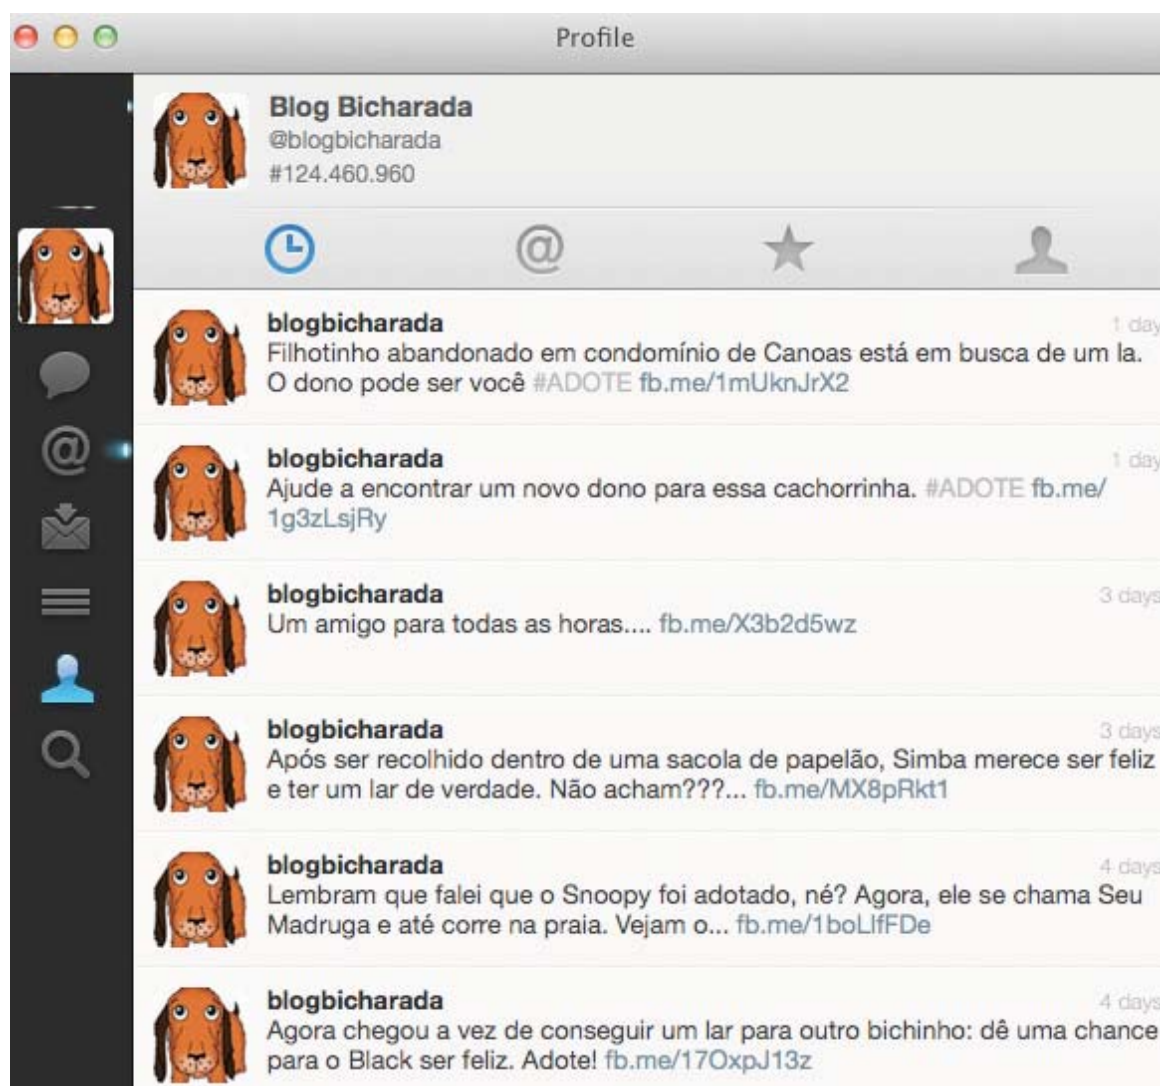 Profile
Blog Bicharada
@blogbicharada
#124.460.960
@
@
blogbicharada
1 day
Filhotinho abandonado em condomínio de Canoas está em busca de um la.
O dono pode ser você #ADOTE fb.me/1mUknJrX2
blogbicharada
1 day
Ajude a encontrar um novo dono para essa cachorrinha. #ADOTE fb.me/
1g3zLsjRy
blogbicharada
3 days
Um amigo para todas as horas.... fb.me/X3b2d5wz
blogbicharada
3 days
Após ser recolhido dentro de uma sacola de papelão, Simba merece ser feliz
e ter um lar de verdade. Não acham???... fb.me/MX8pRkt1
blogbicharada
4 days
Lembram que falei que o Snoopy foi adotado, né? Agora, ele se chama Seu
Madruga e até corre na praia. Vejam o... fb.me/1boLlfFDe
blogbicharada
4 days
Agora chegou a vez de conseguir um lar para outro bichinho: dê uma chance
para o Black ser feliz. Adote! fb.me/17OxpJ13z